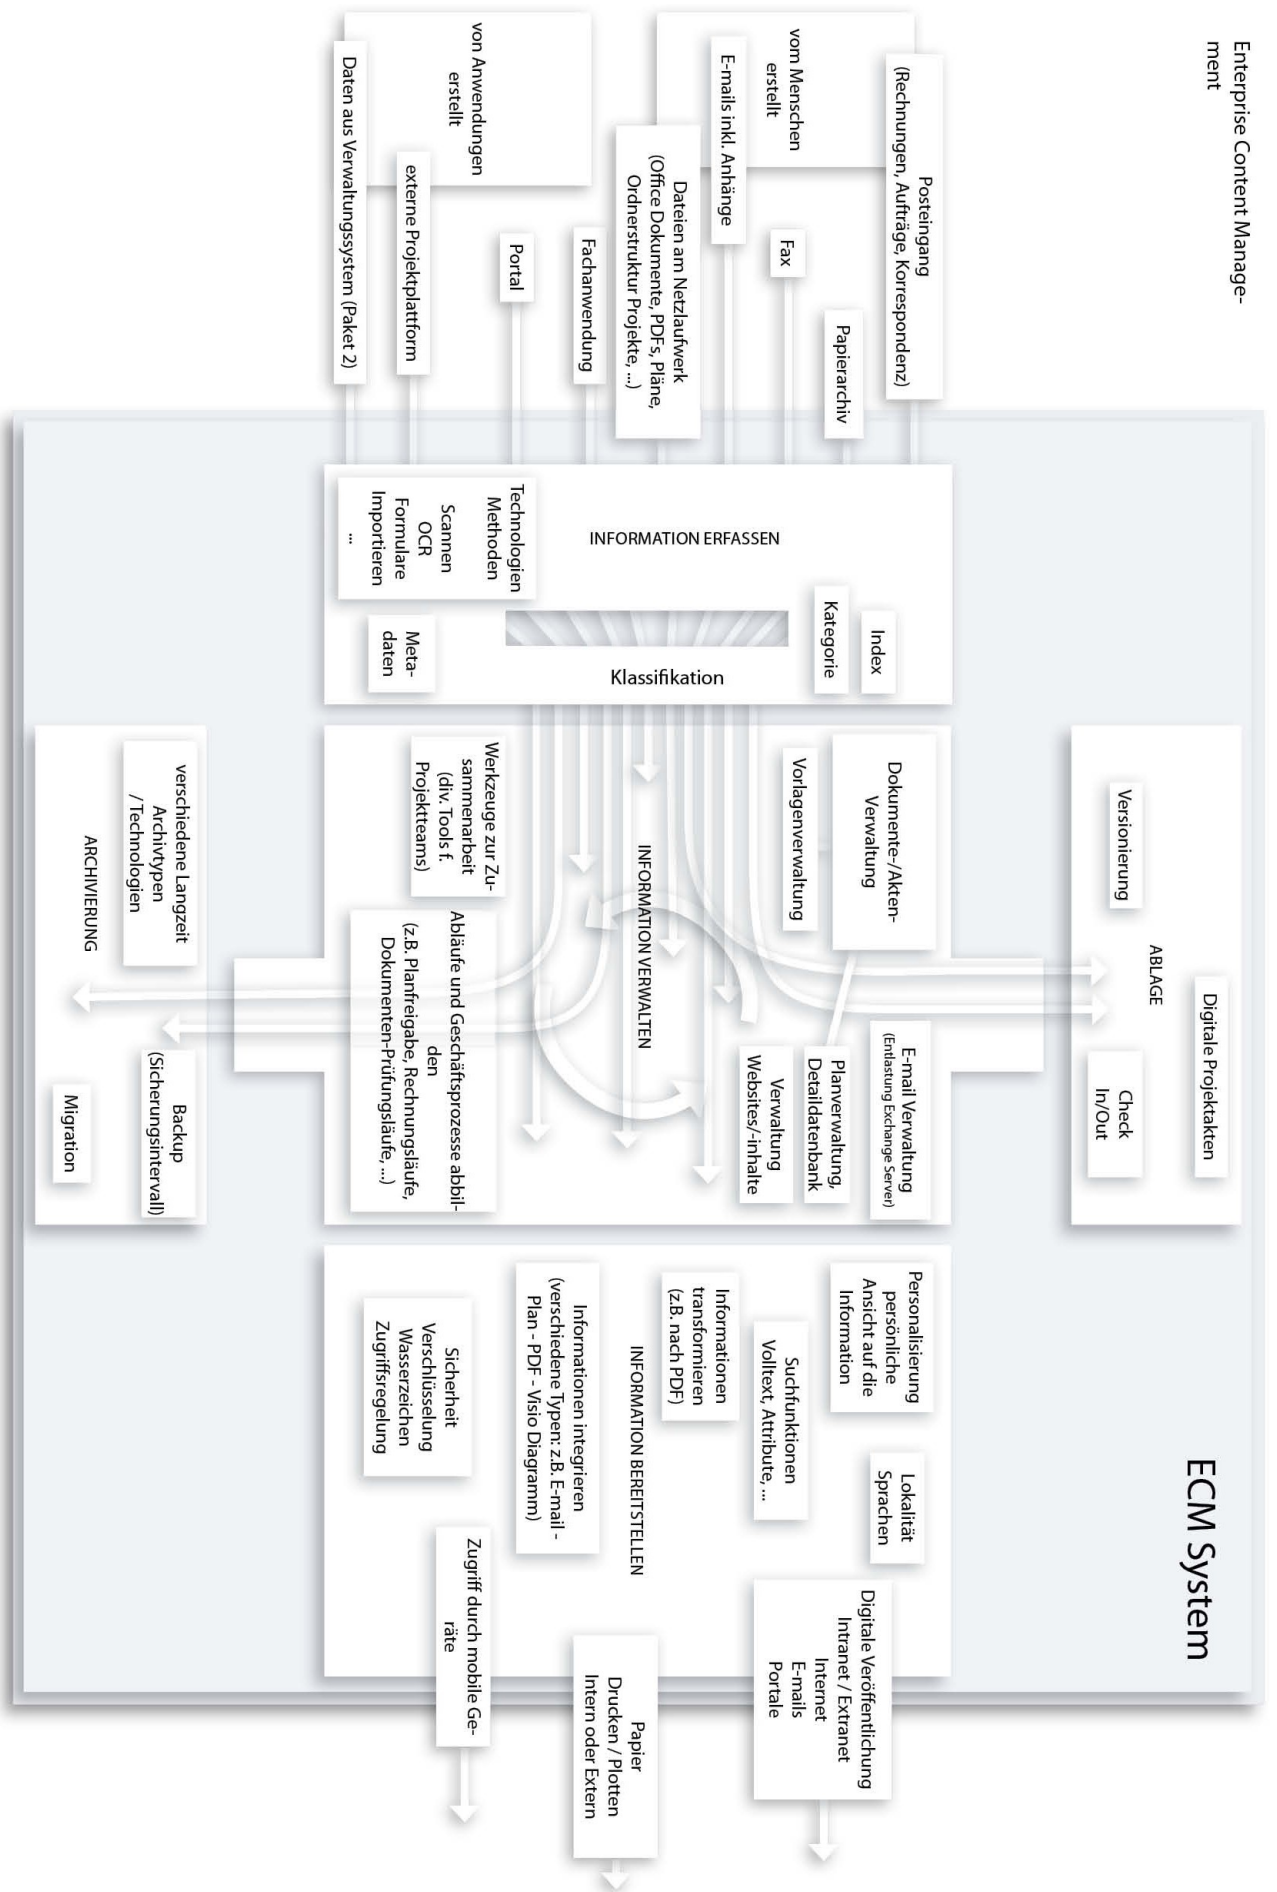 Enterprise Content Manage-
ment
ECM System
vom Menschen
erstellt
Posteingang
(Rechnungen, Aufträge, Korrespondenz)
Papierarchiv
Fax
E-mails inkl. Anhänge
Dateien am Netzlaufwerk
(Office Dokumente, PDFs, Pläne,
Ordnerstruktur Projekte, ...)
von Anwendungen
erstellt
Fachanwendung
Portal
externe Projektplattform
Daten aus Verwaltungssystem (Paket 2)
INFORMATION ERFASSEN
Technologien
Methoden
Scannen
OCR
Formulare
Importieren
...
Index
Kategorie
Klassifikation
Meta-
daten
ABLAGE
Digitale Projektakten
Versionierung
Check
In/Out
INFORMATION VERWALTEN
Dokumente-/Akten-
Verwaltung
Vorlagenverwaltung
E-mail Verwaltung
(Entlastung Exchange Server)
Planverwaltung,
Detaildatenbank
Verwaltung
Websites/-inhalte
Werkzeuge zur Zu-
sammenarbeit
(div. Tools f.
Projektteams)
Abläufe und Geschäftsprozesse abbil-
den
(z.B. Planfreigabe, Rechnungsläufe,
Dokumenten-Prüfungsläufe, ...)
ARCHIVIERUNG
verschiedene Langzeit
Archivtypen
/ Technologien
Backup
(Sicherungsintervall)
Migration
INFORMATION BEREITSTELLEN
Personalisierung
persönliche
Ansicht auf die
Information
Lokalität
Sprachen
Suchfunktionen
Volltext, Attribute, ...
Informationen
transformieren
(z.B. nach PDF)
Informationen integrieren
(verschiedene Typen: z.B. E-mail -
Plan - PDF - Visio Diagramm)
Sicherheit
Verschlüsselung
Wasserzeichen
Zugriffsregelung
Digitale Veröffentlichung
Intranet / Extranet
Internet
E-mails
Portale
Papier
Drucken / Plotten
Intern oder Extern
Zugriff durch mobile Ge-
räte